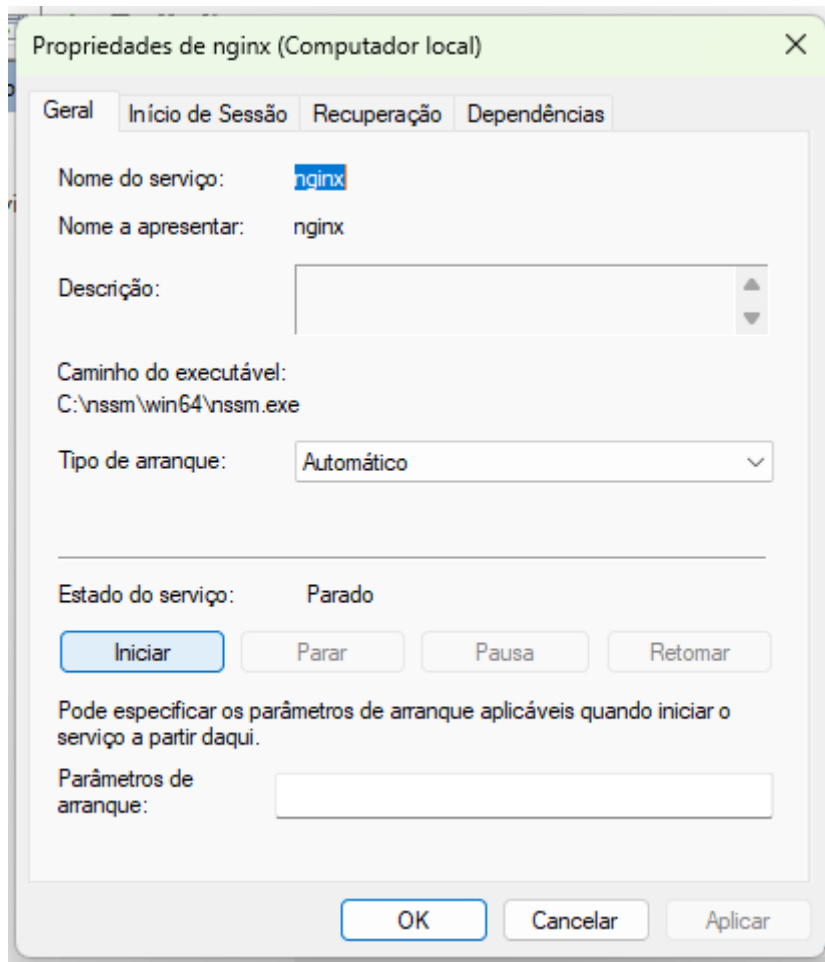 Propriedades de nginx (Computador local)
Geral Início de Sessão Recuperação Dependências
Nome do serviço: nginx
Nome a apresentar: nginx
Descrição:
Caminho do executável:
C:\nssm\win64\nssm.exe
Tipo de arranque: Automático
Estado do serviço: Parado
Iniciar Parar Pausa Retomar
Pode especificar os parâmetros de arranque aplicáveis quando iniciar o
serviço a partir daqui.
Parâmetros de
arranque:
OK Cancelar Aplicar